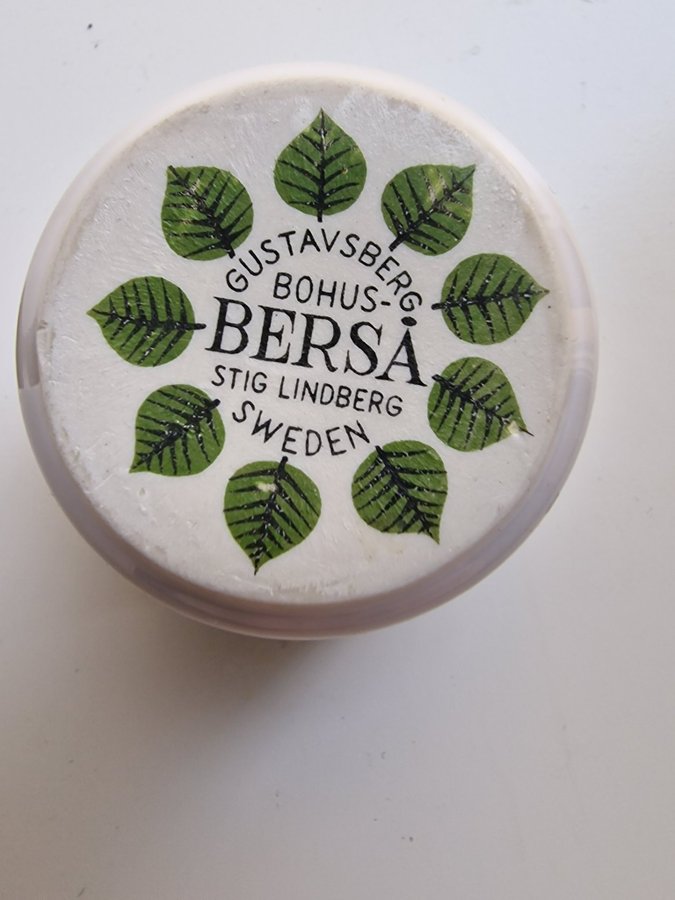 GUSTAVSBERG
BOHUS-
BERSÅ
STIG LINDBERG
SWEDEN